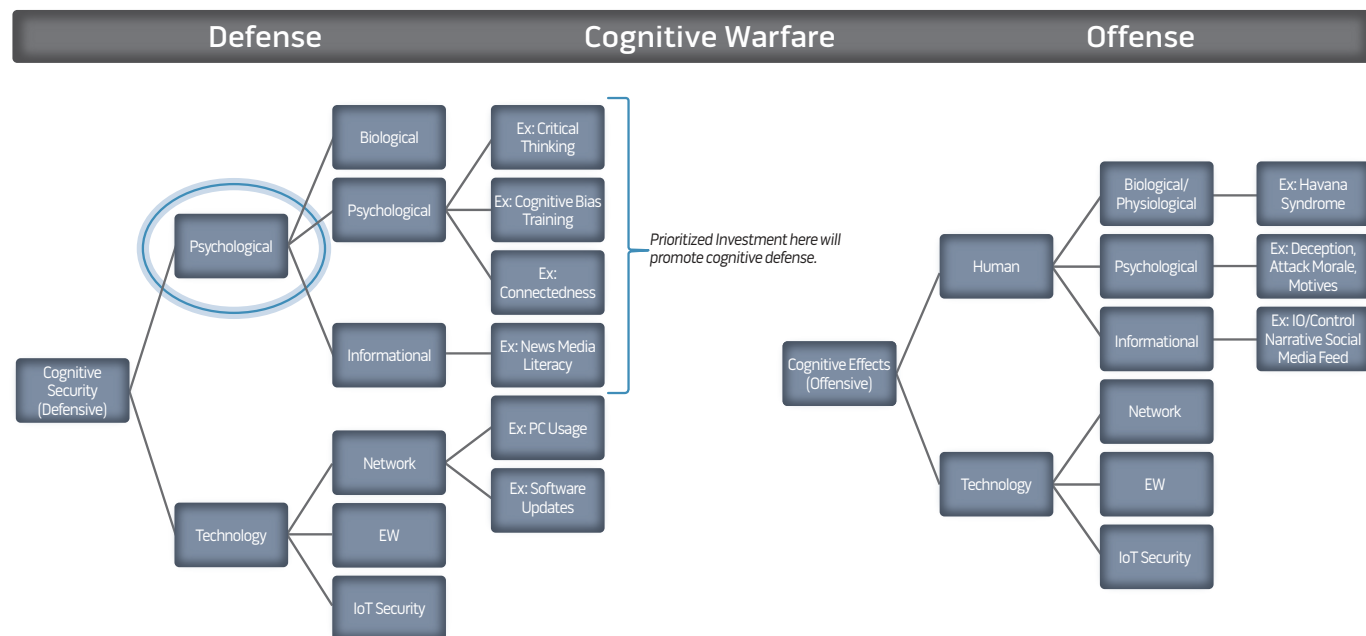 Defense
Cognitive Warfare
Offense
Cognitive
Security
(Defensive)
Psychological
Biological
Psychological
Ex: Critical
Thinking
Ex: Cognitive Bias
Training
Ex:
Connectedness
Informational
Ex: News Media
Literacy
Prioritized Investment here will
promote cognitive defense.
Technology
Network
Ex: PC Usage
Ex: Software
Updates
EW
IoT Security
Cognitive Effects
(Offensive)
Human
Biological/
Physiological
Ex: Havana
Syndrome
Psychological
Ex: Deception,
Attack Morale,
Motives
Informational
Ex: IO/Control
Narrative Social
Media Feed
Technology
Network
EW
IoT Security